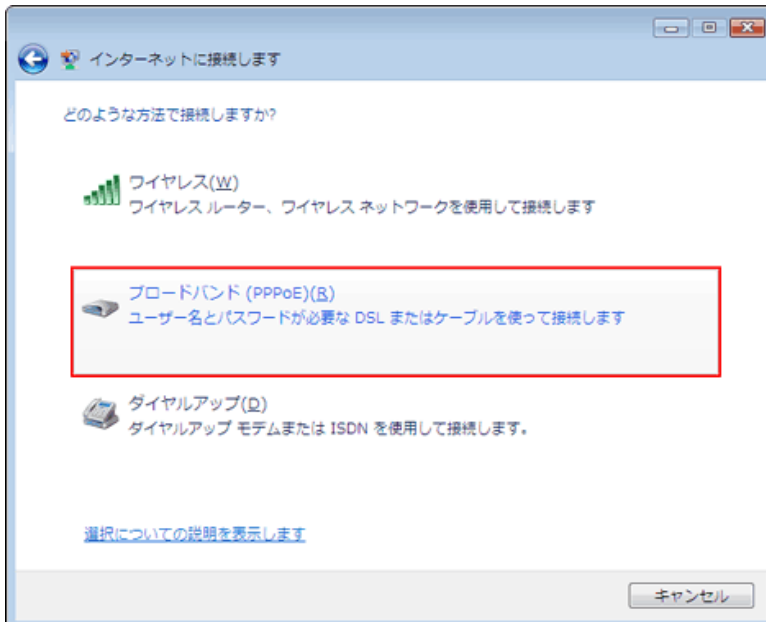 インターネットに接続します
どのような方法で接続しますか?
ワイヤレス(W)
ワイヤレス ルーター、ワイヤレス ネットワークを使用して接続します
ブロードバンド (PPPoE)(R)
ユーザー名とパスワードが必要な DSL またはケーブルを使って接続します
ダイヤルアップ(D)
ダイヤルアップ モデムまたは ISDN を使用して接続します。
選択についての説明を表示します
キャンセル